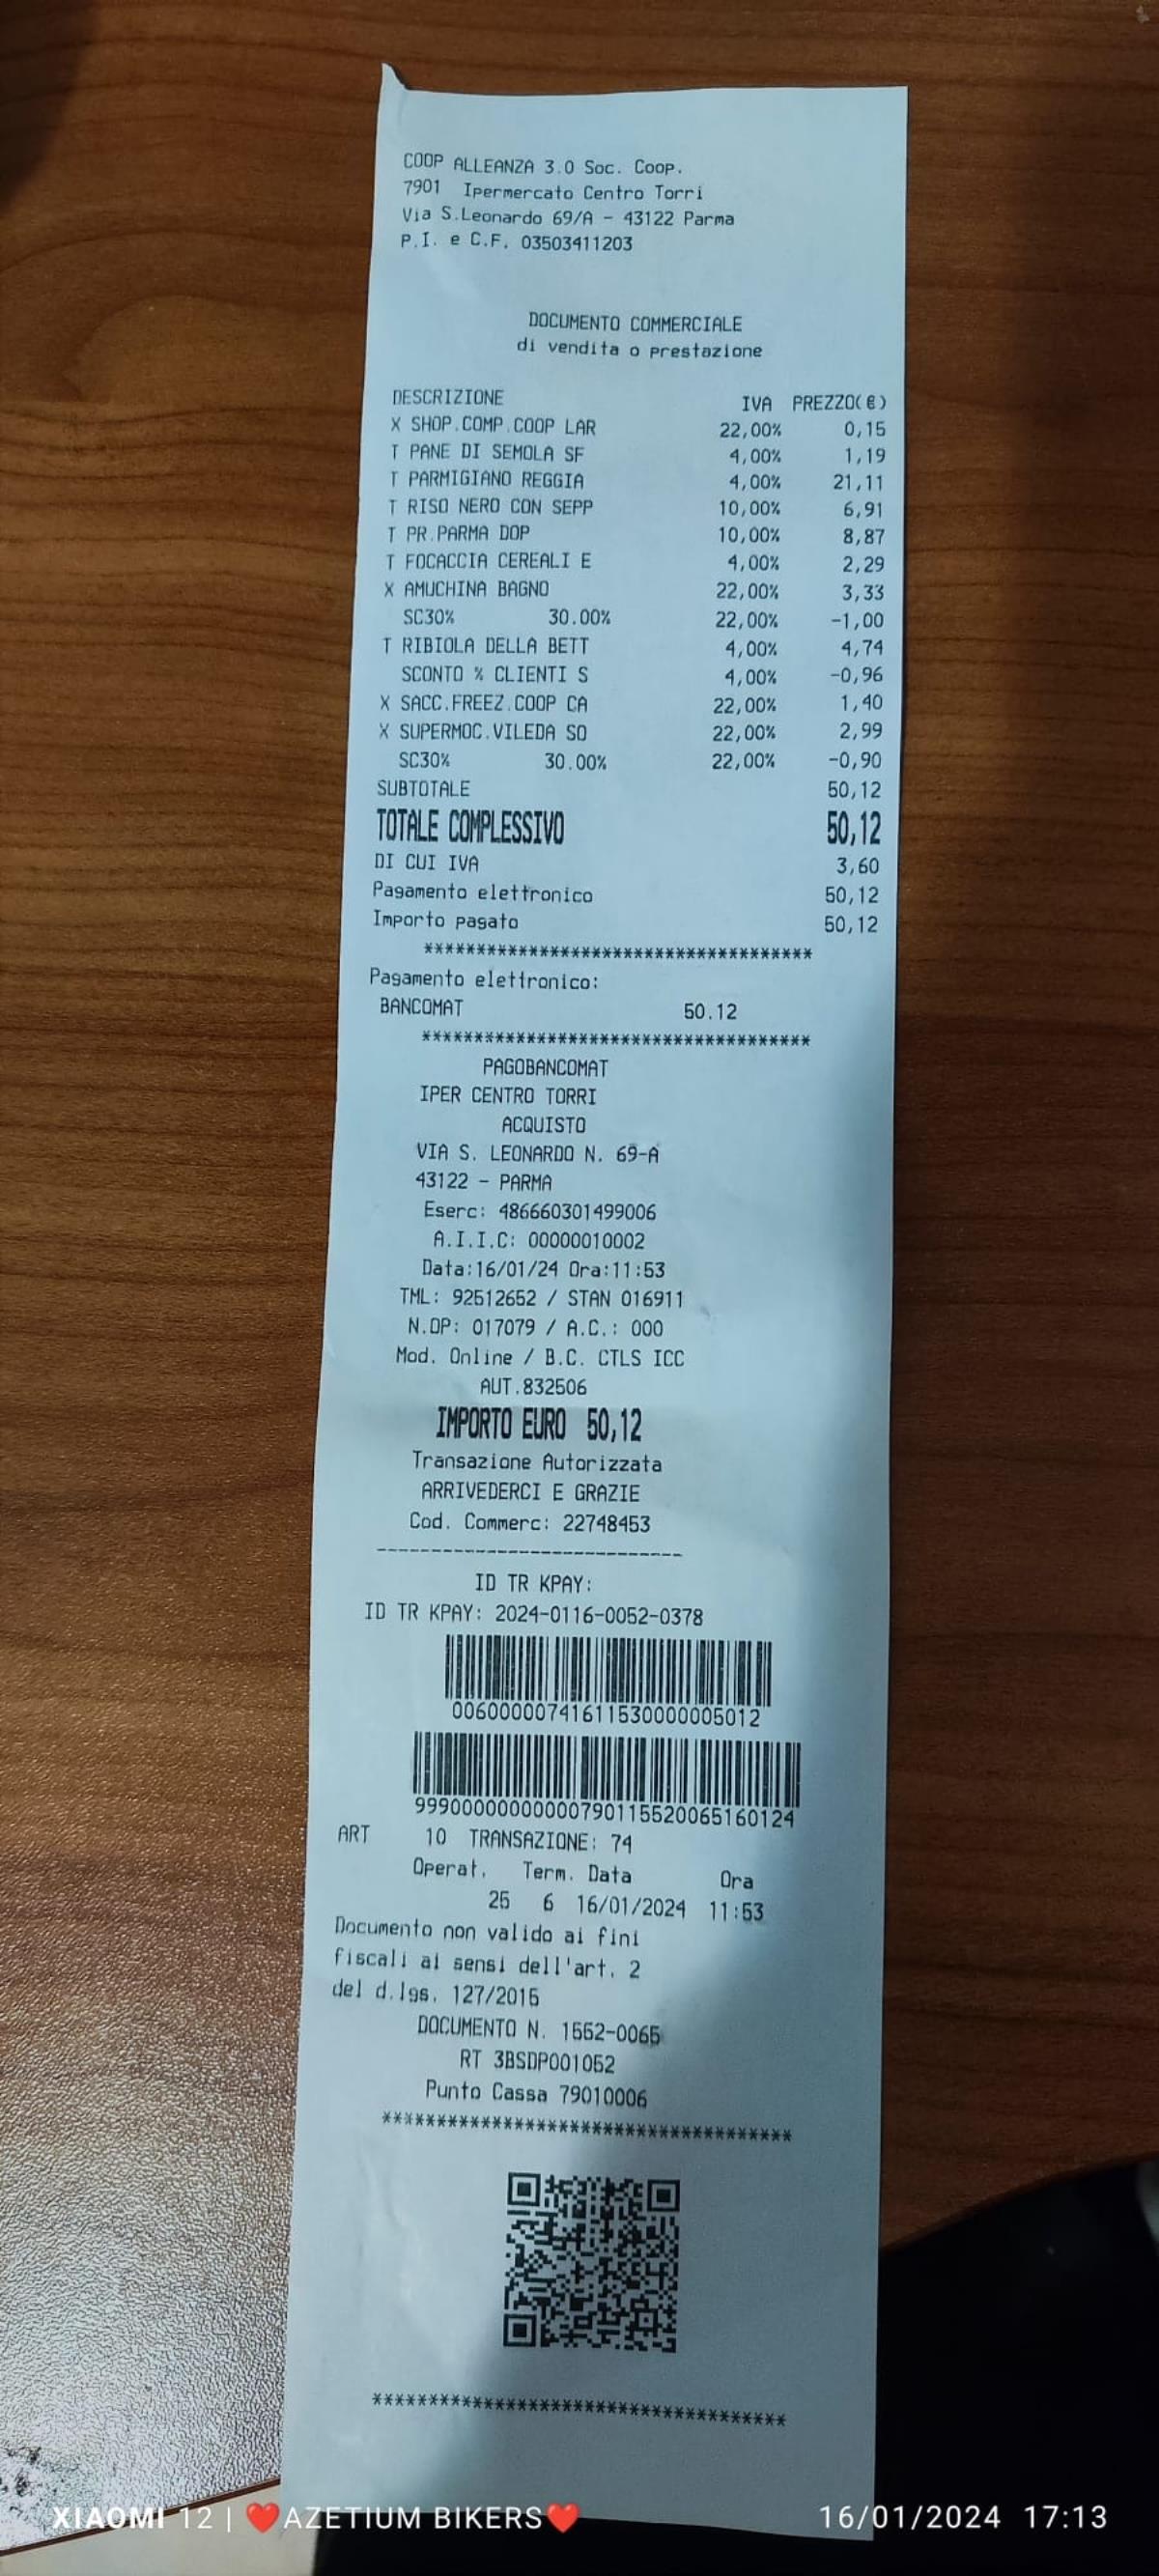 COOP ALLEANZA 3.0 Soc. Coop.
7901 Ipermercato Centro Torri
Via S.Leonardo 69/A - 43122 Parma
P.I. e C.F. 03503411203
DOCUMENTO COMMERCIALE
di vendita o prestazione
DESCRIZIONE IVA PREZZO(€)
X SHOP.COMP.COOP LAR 22,00% 0,15
T PANE DI SEMOLA SF 4,00% 1,19
T PARMIGIANO REGGIA 4,00% 21,11
T RISO NERO CON SEPP 10,00% 6,91
T PR.PARMA DOP 10,00% 8,87
T FOCACCIA CEREALI E 4,00% 2,29
X AMUCHINA BAGNO 22,00% 3,33
SC30% 30.00% 22,00% -1,00
T RIBIOLA DELLA BETT 4,00% 4,74
SCONTO % CLIENTI S 4,00% -0,96
X SACC.FREEZ.COOP CA 22,00% 1,40
X SUPERMOC.VILEDA SO 22,00% 2,99
SC30% 30.00% 22,00% -0,90
SUBTOTALE 50,12
TOTALE COMPLESSIVO 50,12
DI CUI IVA 3,60
Pagamento elettronico 50,12
Importo pagato 50,12
*************************************
Pagamento elettronico:
BANCOMAT 50.12
*************************************
PAGOBANCOMAT
IPER CENTRO TORRI
ACQUISTO
VIA S. LEONARDO N. 69-A
43122 - PARMA
Eserc: 486660301499006
A.I.I.C: 00000010002
Data:16/01/24 Ora:11:53
TML: 92512652 / STAN 016911
N.OP: 017079 / A.C.: 000
Mod. Online / B.C. CTLS ICC
AUT.832506
IMPORTO EURO 50,12
Transazione Autorizzata
ARRIVEDERCI E GRAZIE
Cod. Commerc: 22748453
----------------------------
ID TR KPAY:
ID TR KPAY: 2024-0116-0052-0378
00600000741611530000005012
99900000000000790115520065160124
ART 10 TRANSAZIONE: 74
Operat. Term. Data Ora
25 6 16/01/2024 11:53
Documento non valido ai fini
fiscali ai sensi dell'art. 2
del d.lgs. 127/2015
DOCUMENTO N. 1552-0065
RT 3BSDP001052
Punto Cassa 79010006
*************************************
*************************************
XIAOMI 12 | ❤️AZETIUM BIKERS❤️ 16/01/2024 17:13